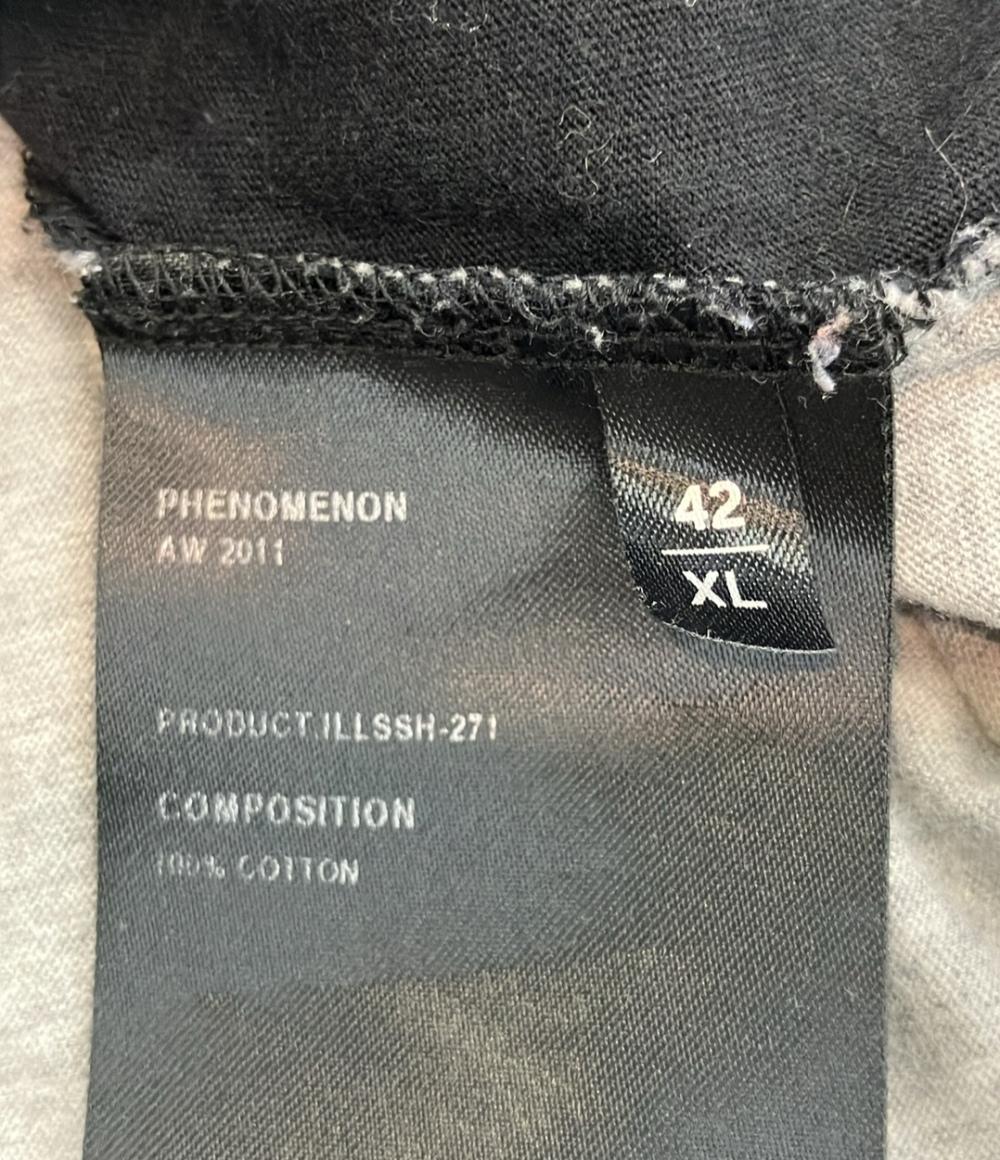 PHENOMENON
AW 2011
42
XL
PRODUCT ILLSSH-271
COMPOSITION
100% COTTON